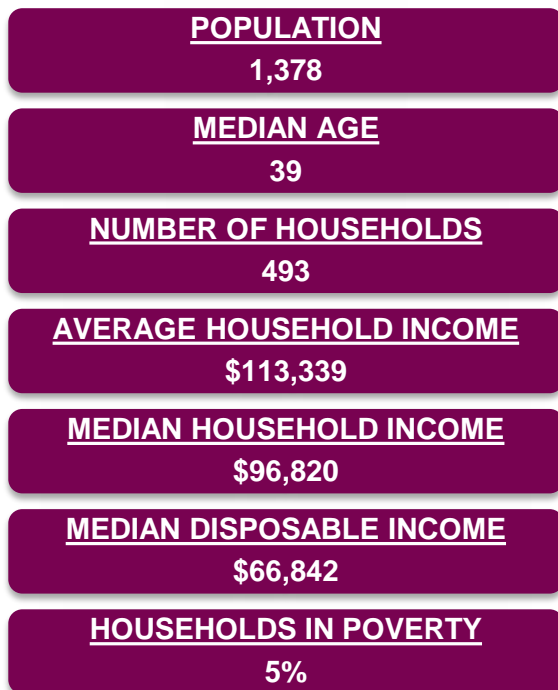 POPULATION
1,378
MEDIAN AGE
39
NUMBER OF HOUSEHOLDS
493
AVERAGE HOUSEHOLD INCOME
$113,339
MEDIAN HOUSEHOLD INCOME
$96,820
MEDIAN DISPOSABLE INCOME
$66,842
HOUSEHOLDS IN POVERTY
5%